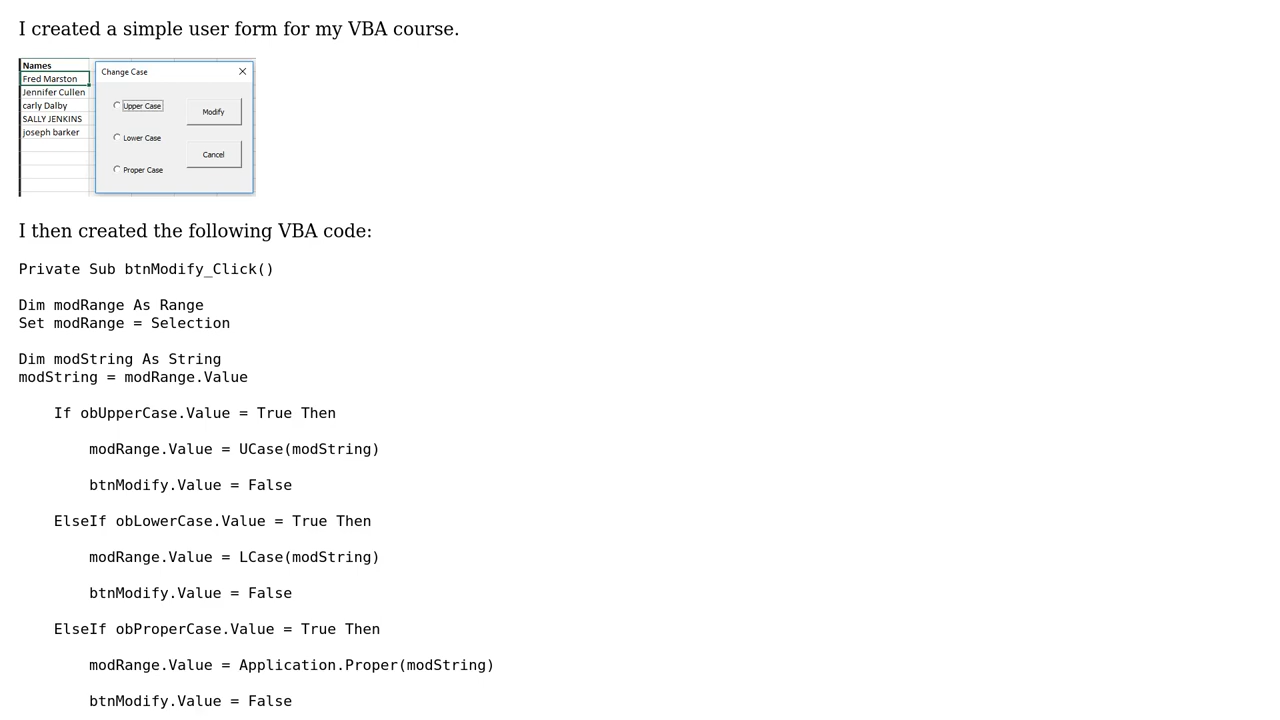 I created a simple user form for my VBA course.
Names
Fred Marston
Jennifer Cullen
carly Dalby
SALLY JENKINS
joseph barker
Change Case
Upper Case
Modify
Lower Case
Cancel
Proper Case
I then created the following VBA code:
Private Sub btnModify_Click()
Dim modRange As Range
Set modRange = Selection
Dim modString As String
modString = modRange.Value
If obUpperCase.Value = True Then
modRange.Value = UCase(modString)
btnModify.Value = False
ElseIf obLowerCase.Value = True Then
modRange.Value = LCase(modString)
btnModify.Value = False
ElseIf obProperCase.Value = True Then
modRange.Value = Application.Proper(modString)
btnModify.Value = False